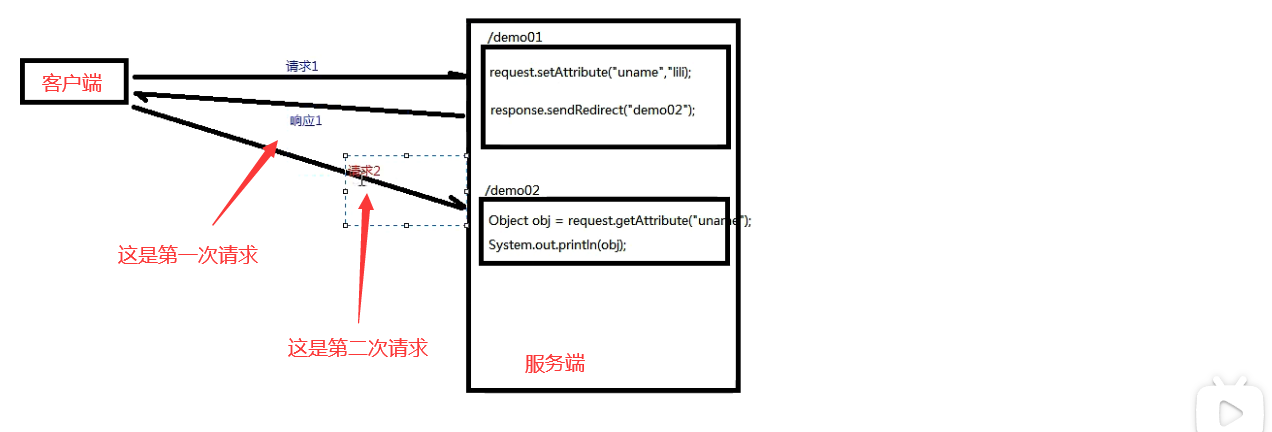 /demo01
客户端
请求1
request.setAttribute("uname","lili);
response.sendRedirect("demo02");
响应1
请求2
/demo02
Object obj = request.getAttribute("uname");
System.out.println(obj);
这是第一次请求
这是第二次请求
服务端